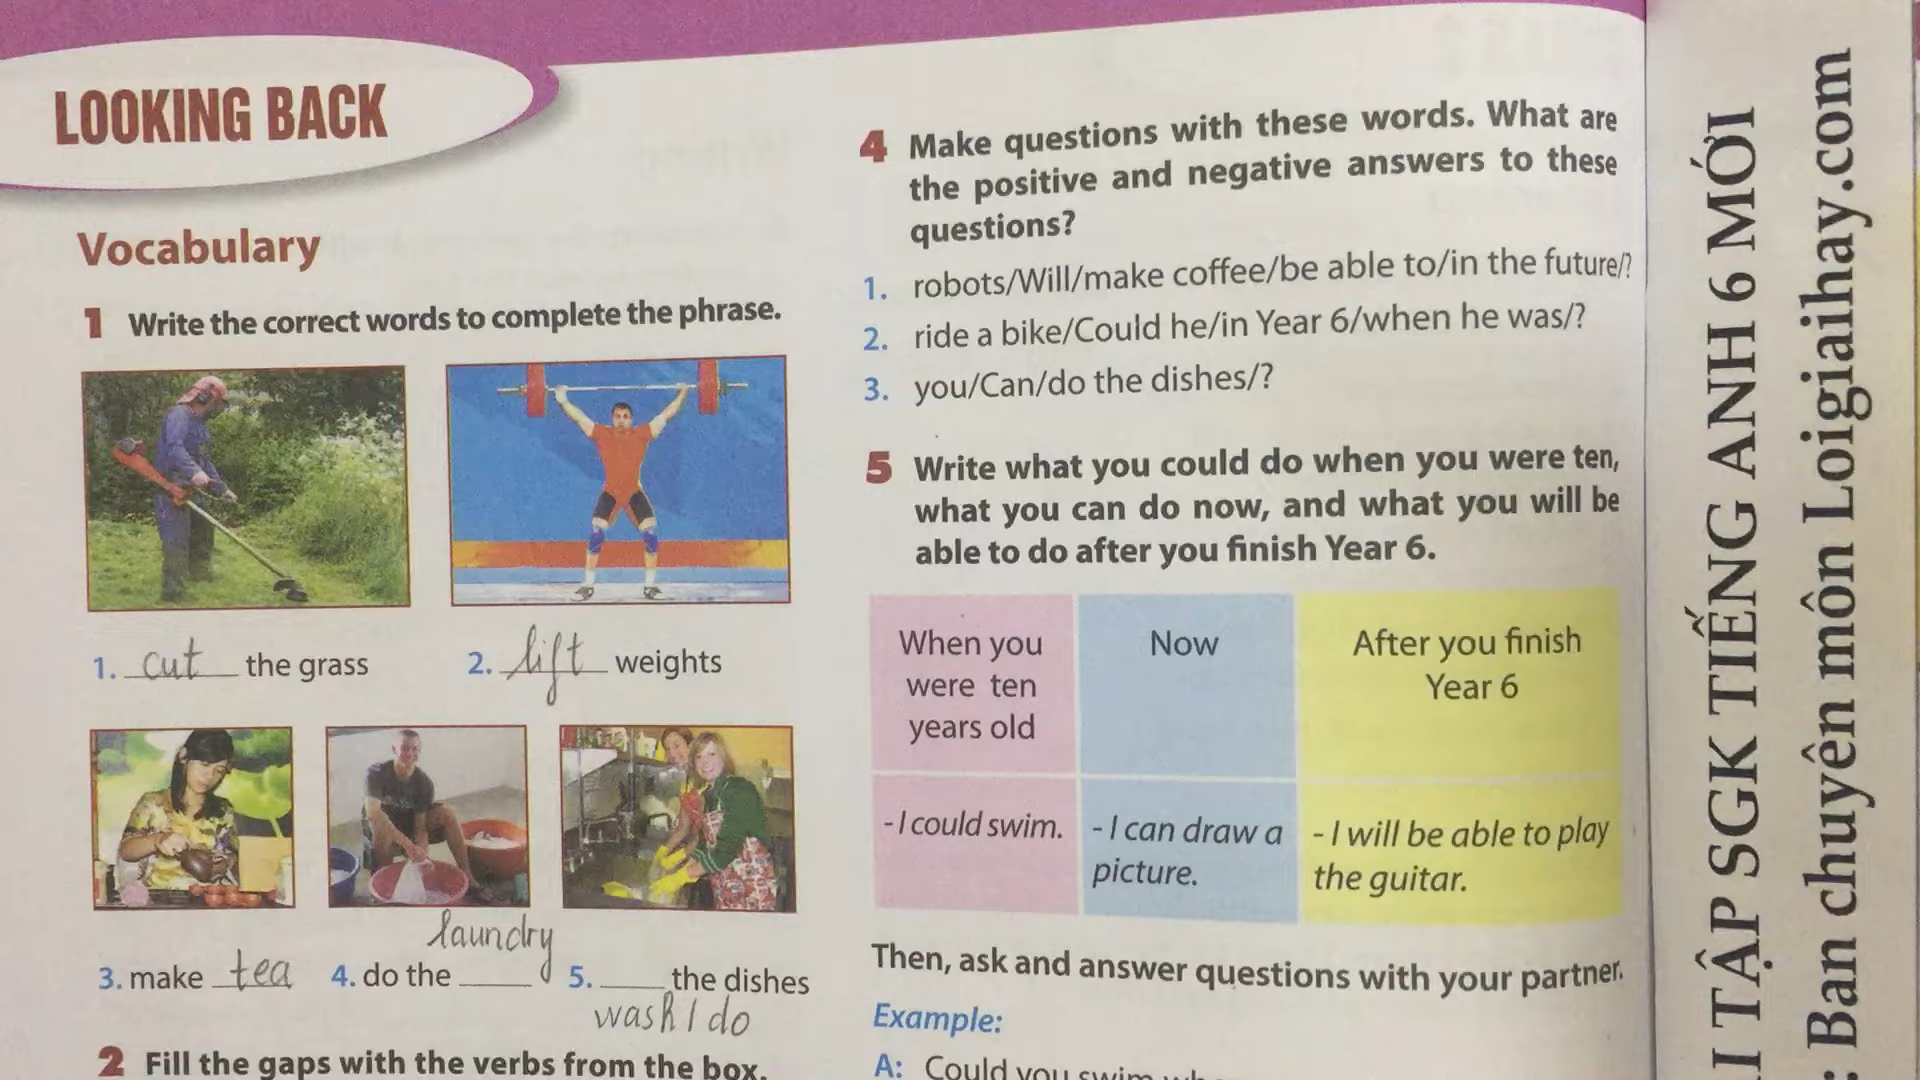 LOOKING BACK
Vocabulary
1 Write the correct words to complete the phrase.
1. cut the grass
2. lift weights
laundry
3. make tea
4. do the ____
5. ____ the dishes
wash / do
2 Fill the gaps with the verbs from the box.
4 Make questions with these words. What are
the positive and negative answers to these
questions?
1. robots/Will/make coffee/be able to/in the future/?
2. ride a bike/Could he/in Year 6/when he was/?
3. you/Can/do the dishes/?
5 Write what you could do when you were ten,
what you can do now, and what you will be
able to do after you finish Year 6.
When you
were ten
years old
Now
After you finish
Year 6
- I could swim.
- I can draw a
picture.
- I will be able to play
the guitar.
Then, ask and answer questions with your partner.
Example:
A: Could you swim
I TẬP SGK TIẾNG ANH 6 MỚI
: Ban chuyên môn Loigiaihay.com